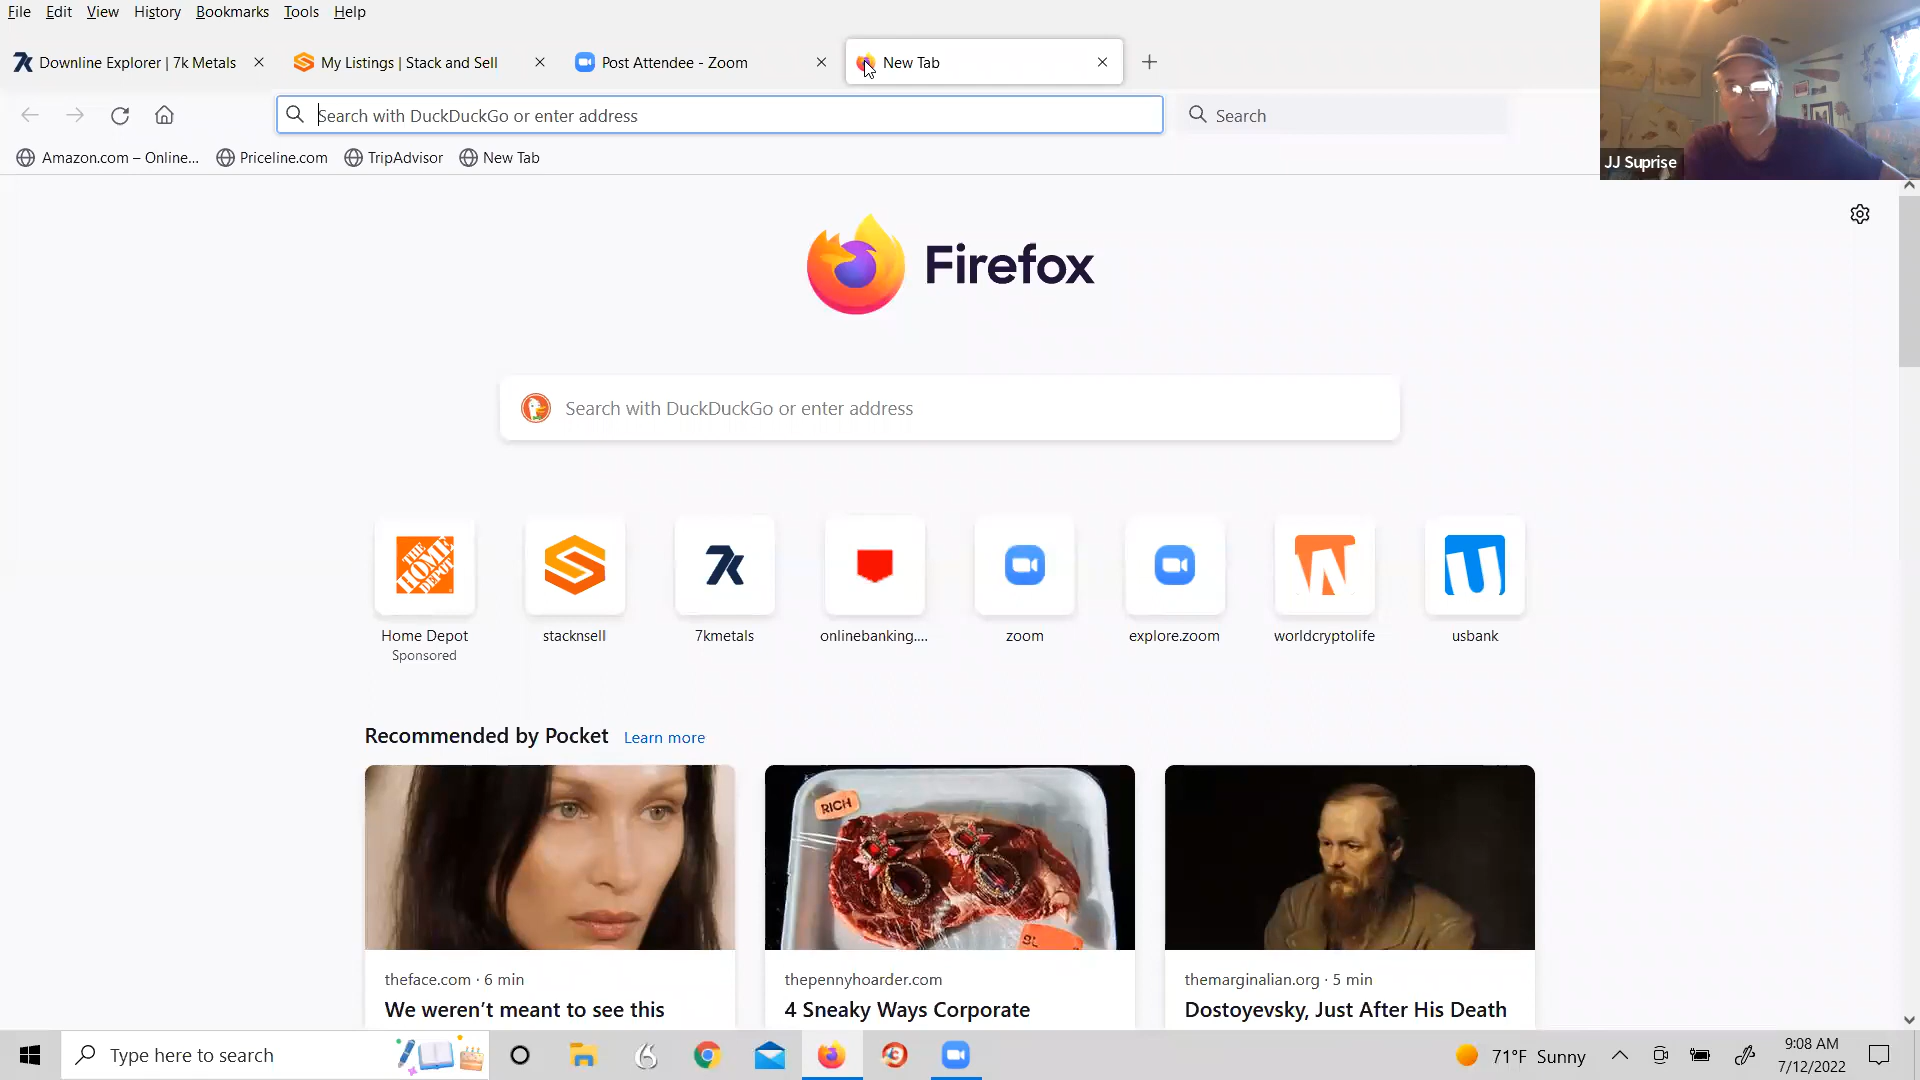 File Edit View History Bookmarks Tools Help
Downline Explorer | 7k Metals
My Listings | Stack and Sell
Post Attendee - Zoom
New Tab
Search with DuckDuckGo or enter address
Search
Amazon.com – Online...
Priceline.com
TripAdvisor
New Tab
JJ Suprise
Firefox
Search with DuckDuckGo or enter address
THE HOME DEPOT
7k
Home Depot
Sponsored
stacknsell
7kmetals
onlinebanking....
zoom
explore.zoom
worldcryptolife
usbank
Recommended by Pocket Learn more
RICH
theface.com · 6 min
We weren’t meant to see this
thepennyhoarder.com
4 Sneaky Ways Corporate
themarginalian.org · 5 min
Dostoyevsky, Just After His Death
Type here to search
71°F Sunny
9:08 AM
7/12/2022